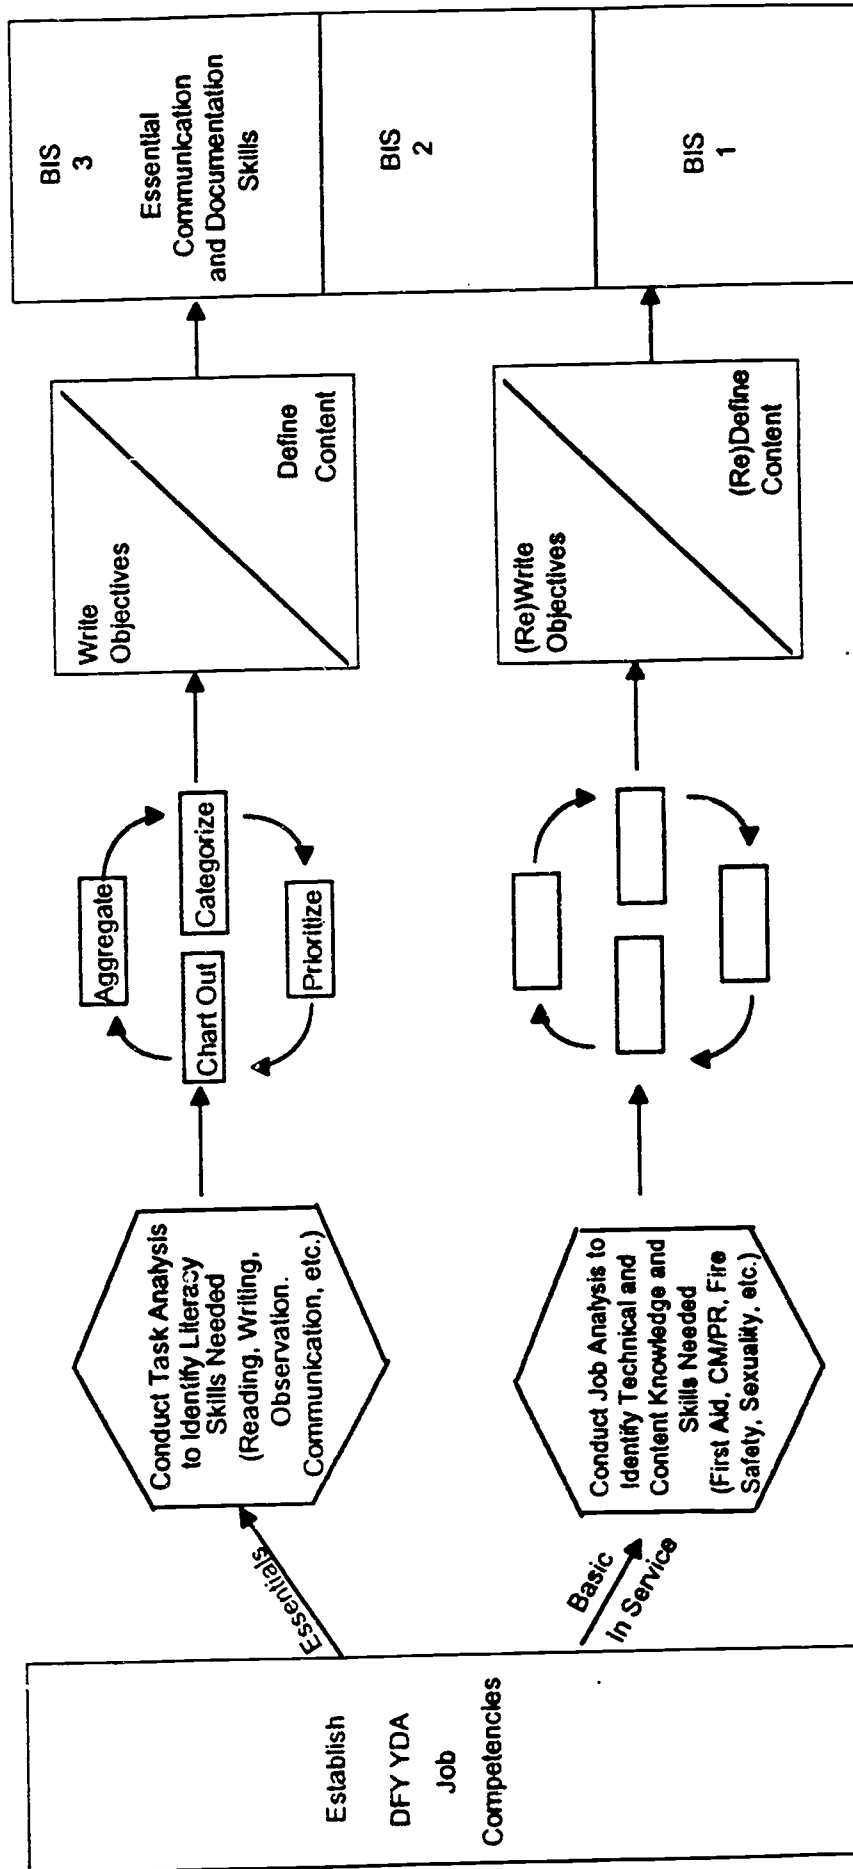 Establish
DFY YDA
Job
Competencies
Essentials
Basic
In Service
Conduct Task Analysis
to Identify Literacy
Skills Needed
(Reading, Writing,
Observation.
Communication, etc.)
Chart Out
Aggregate
Categorize
Prioritize
Write
Objectives
Define
Content
BIS
3
Essential
Communication
and Documentation
Skills
BIS
2
BIS
1
Conduct Job Analysis to
Identify Technical and
Content Knowledge and
Skills Needed
(First Aid, CM/PR, Fire
Safety, Sexuality, etc.)
(Re)Write
Objectives
(Re)Define
Content